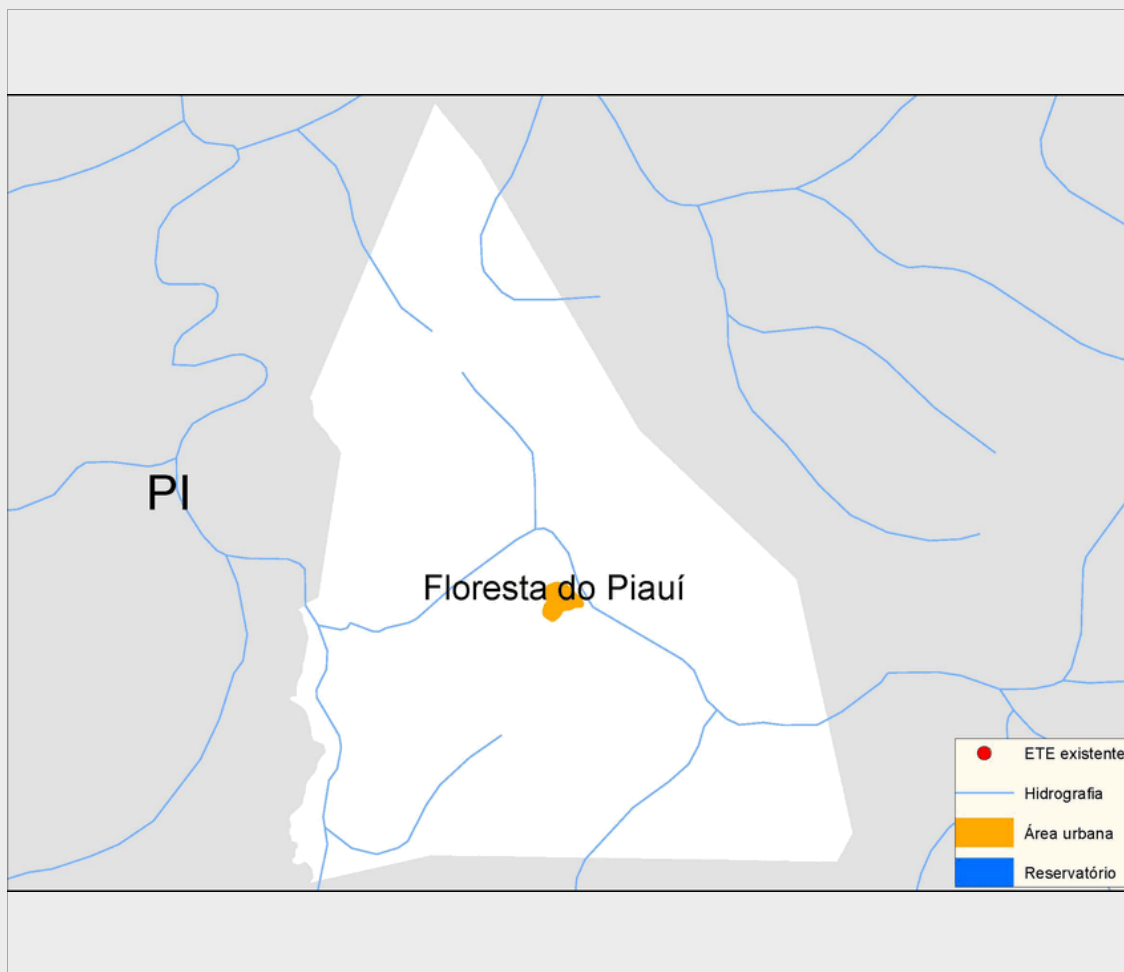 PI
Floresta do Piauí
ETE existente
Hidrografia
Área urbana
Reservatório